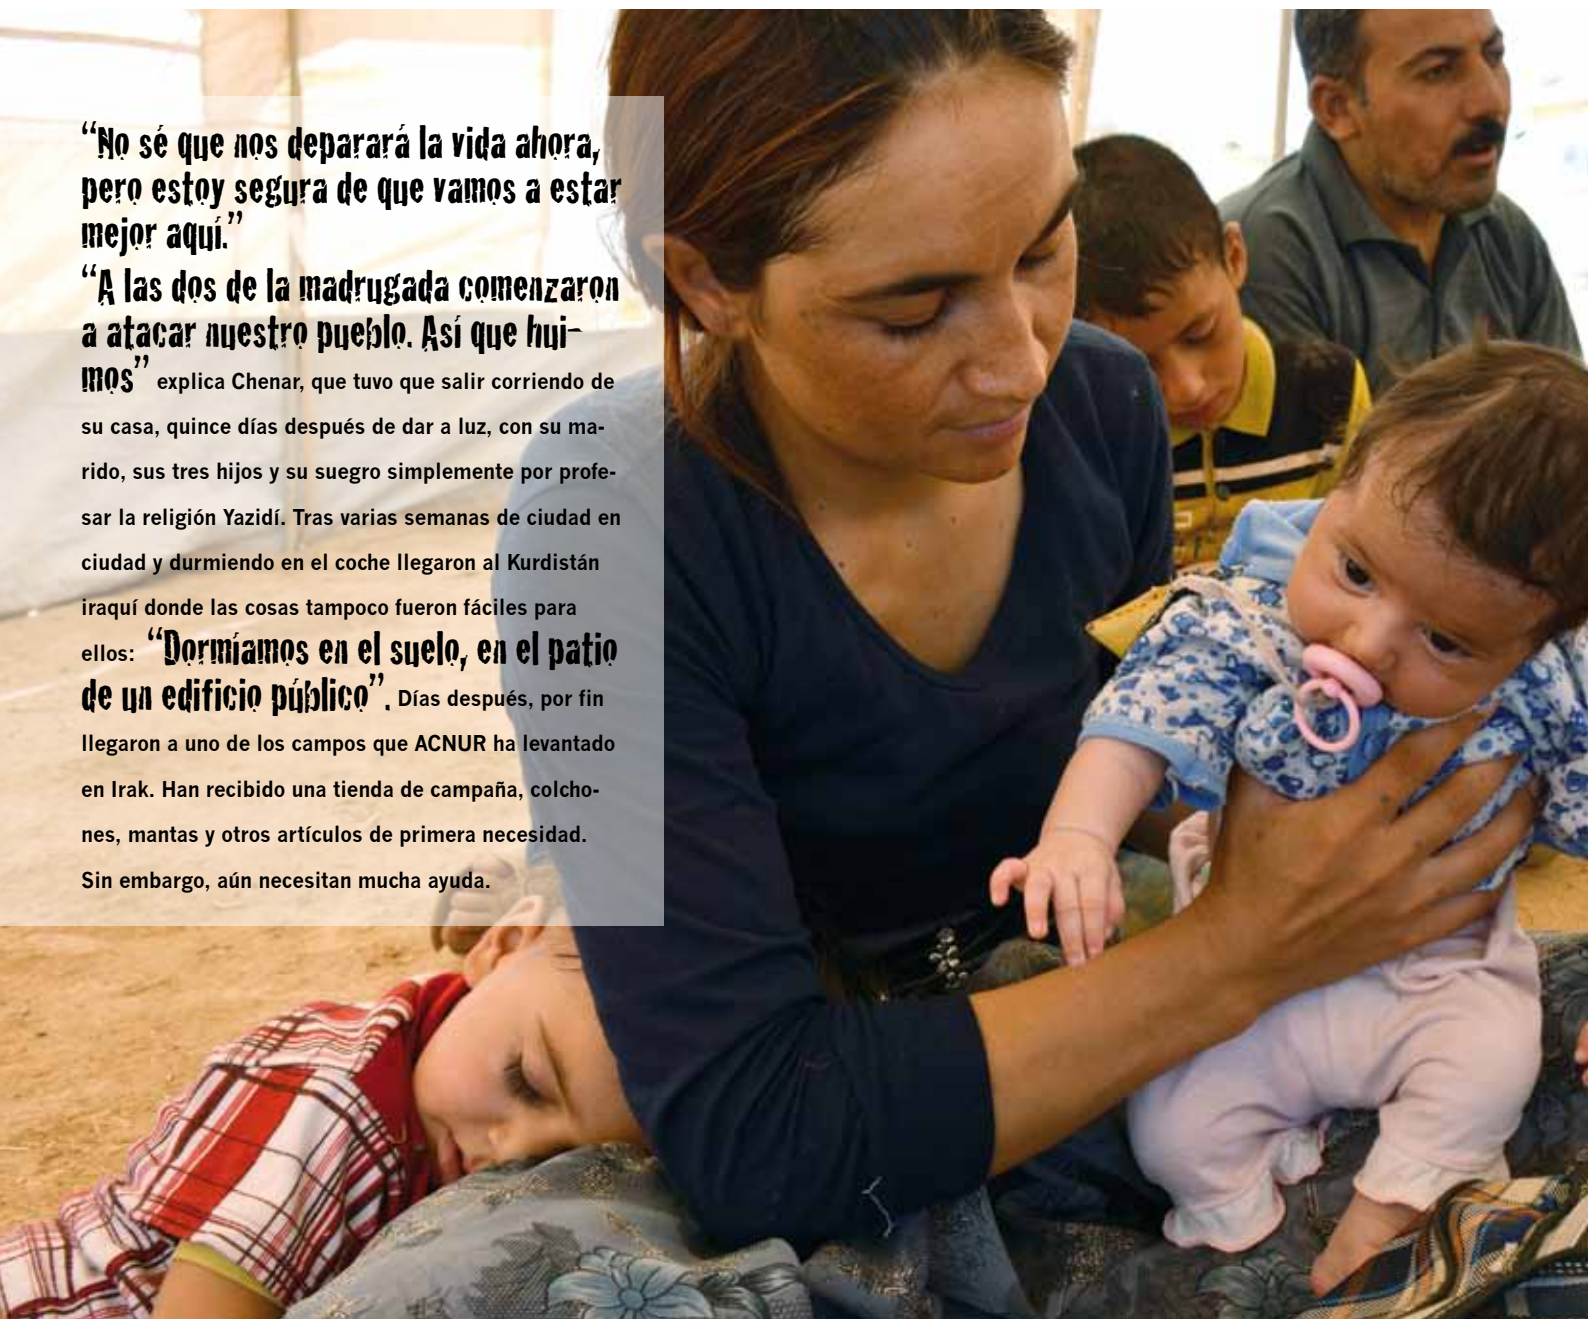 “No sé que nos deparará la vida ahora,
pero estoy segura de que vamos a estar
mejor aquí.”
“A las dos de la madrugada comenzaron
a atacar nuestro pueblo. Así que hui-
mos” explica Chenar, que tuvo que salir corriendo de
su casa, quince días después de dar a luz, con su ma-
rido, sus tres hijos y su suegro simplemente por profe-
sar la religión Yazidí. Tras varias semanas de ciudad en
ciudad y durmiendo en el coche llegaron al Kurdistán
iraquí donde las cosas tampoco fueron fáciles para
ellos: “Dormíamos en el suelo, en el patio
de un edificio público”. Días después, por fin
llegaron a uno de los campos que ACNUR ha levantado
en Irak. Han recibido una tienda de campaña, colcho-
nes, mantas y otros artículos de primera necesidad.
Sin embargo, aún necesitan mucha ayuda.